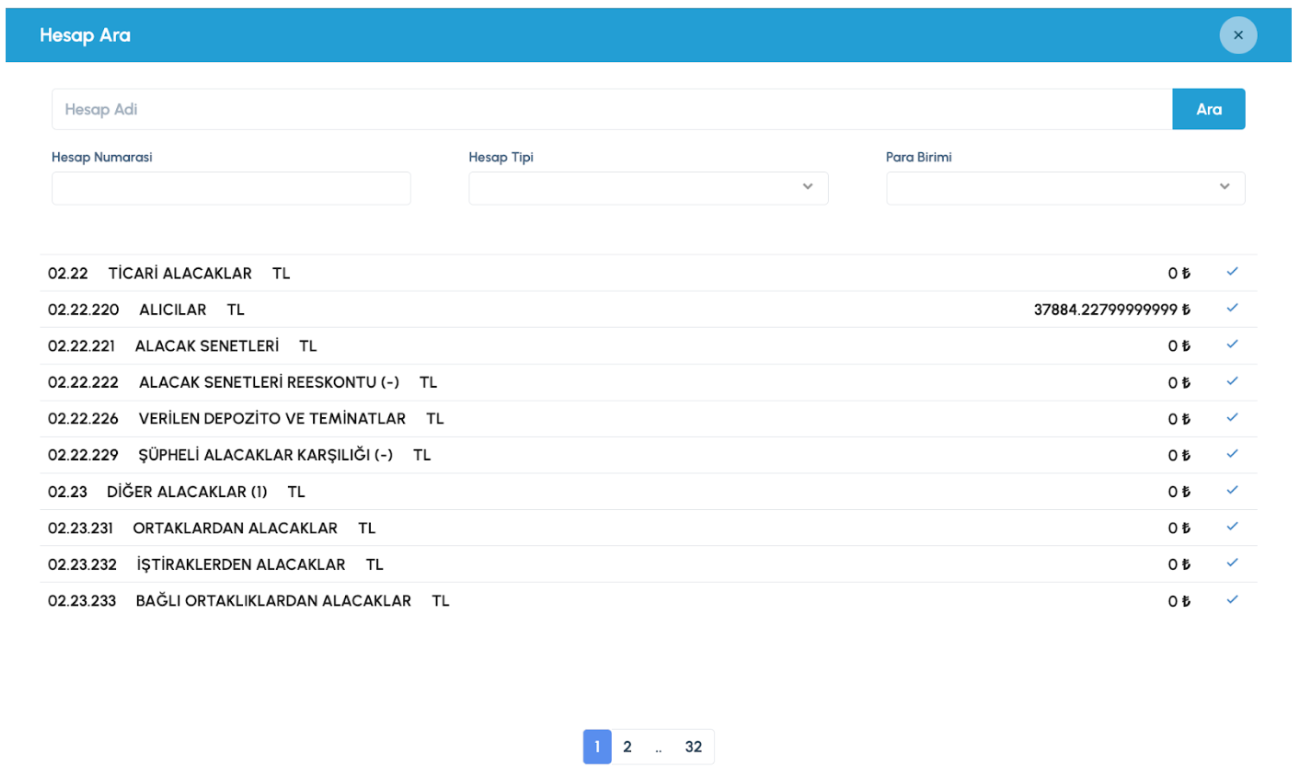 Hesap Ara
Hesap Adi
Ara
Hesap Numarasi Hesap Tipi Para Birimi
02.22 TİCARİ ALACAKLAR TL 0 ₺
02.22.220 ALICILAR TL 37884.22799999999 ₺
02.22.221 ALACAK SENETLERİ TL 0 ₺
02.22.222 ALACAK SENETLERİ REESKONTU (-) TL 0 ₺
02.22.226 VERİLEN DEPOZİTO VE TEMİNATLAR TL 0 ₺
02.22.229 ŞÜPHELİ ALACAKLAR KARŞILIĞI (-) TL 0 ₺
02.23 DİĞER ALACAKLAR (1) TL 0 ₺
02.23.231 ORTAKLARDAN ALACAKLAR TL 0 ₺
02.23.232 İŞTİRAKLERDEN ALACAKLAR TL 0 ₺
02.23.233 BAĞLI ORTAKLIKLARDAN ALACAKLAR TL 0 ₺
1 2 .. 32